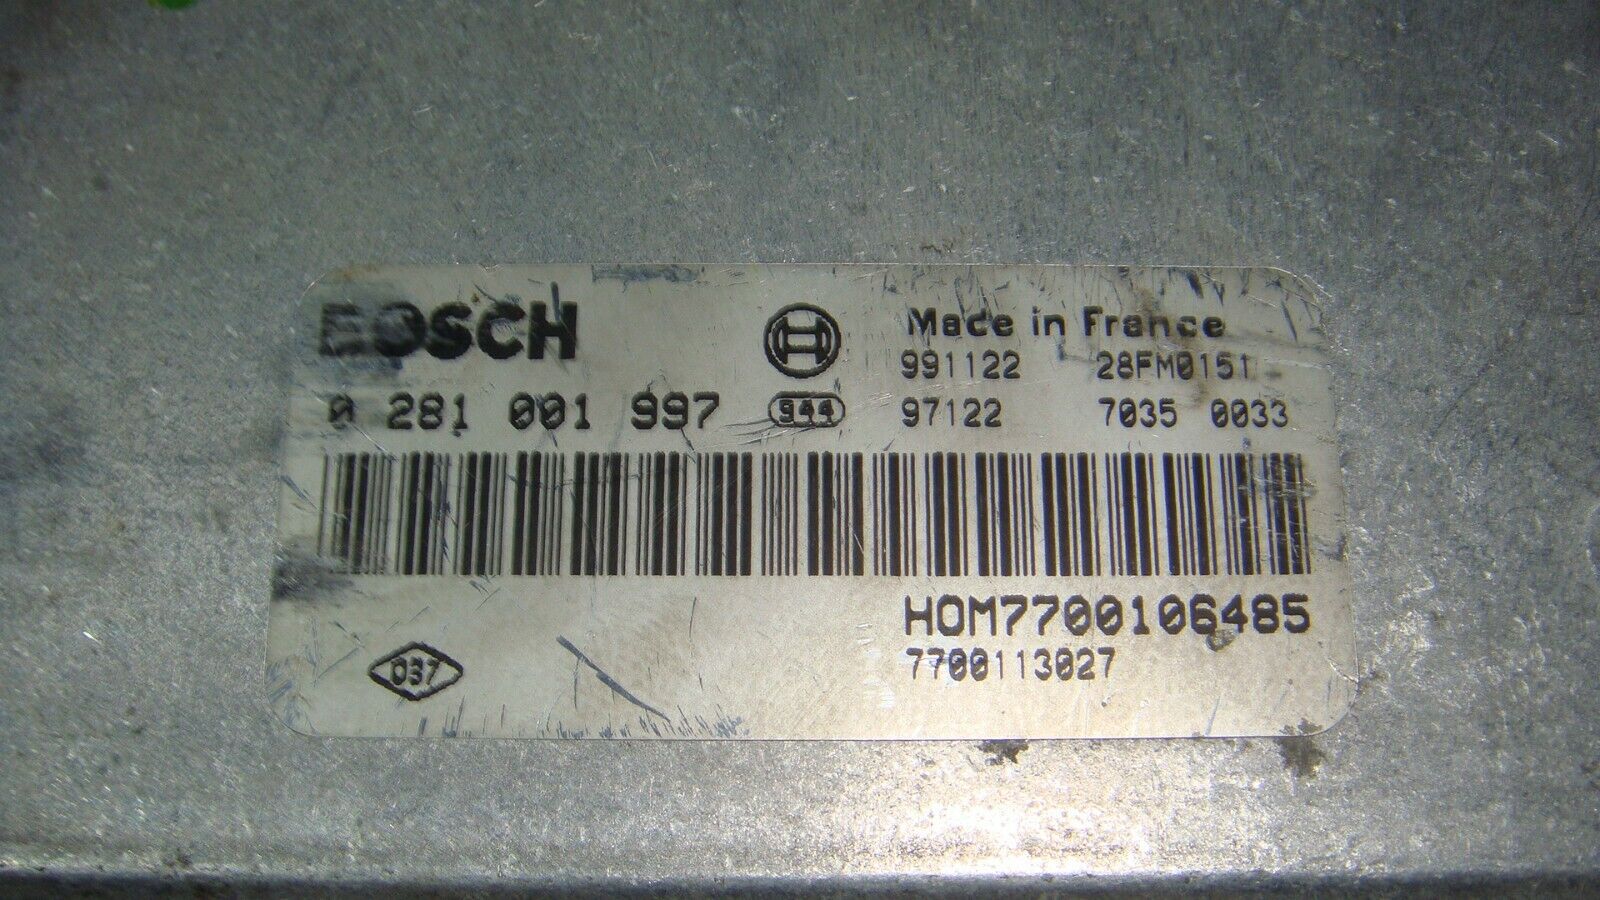 BOSCH
Made in France
991122 28FM0151
0 281 001 997 944 97122 7035 0033
HOM7700106485
7700113027
037